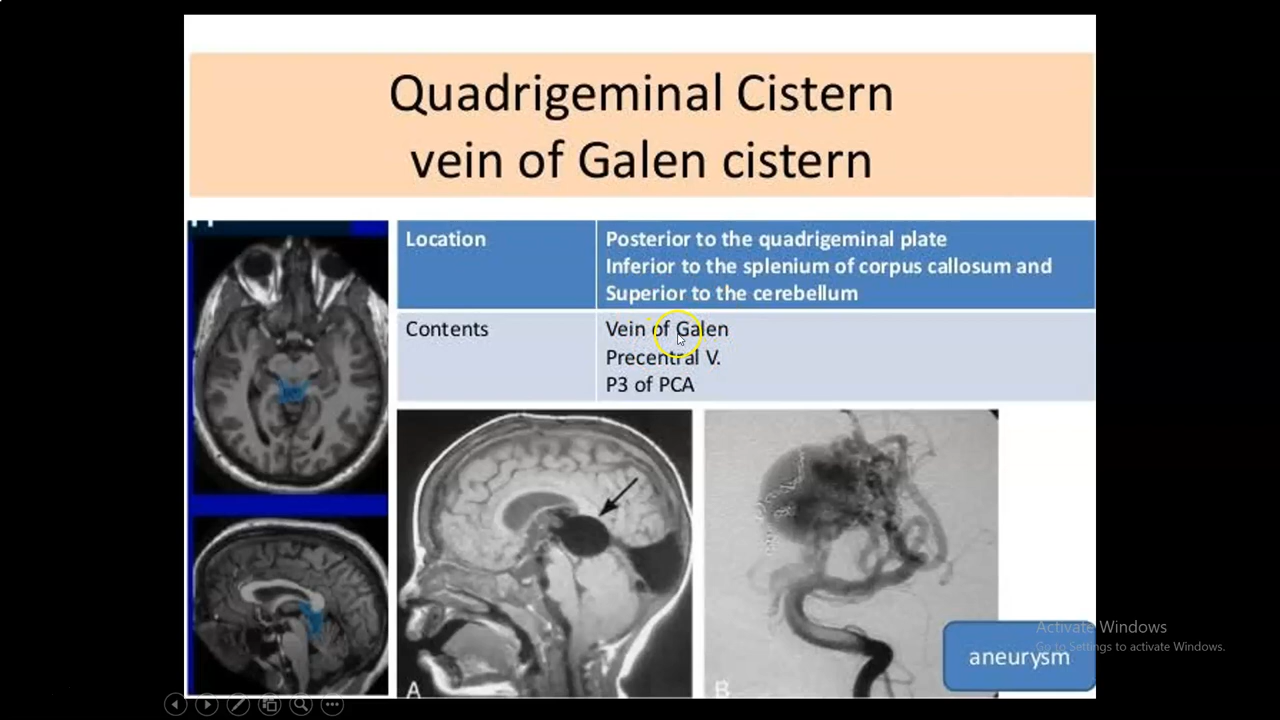 Quadrigeminal Cistern
vein of Galen cistern
Location
Posterior to the quadrigeminal plate
Inferior to the splenium of corpus callosum and
Superior to the cerebellum
Contents
Vein of Galen
Precentral V.
P3 of PCA
A
B
aneurysm
Activate Windows
Go to Settings to activate Windows.